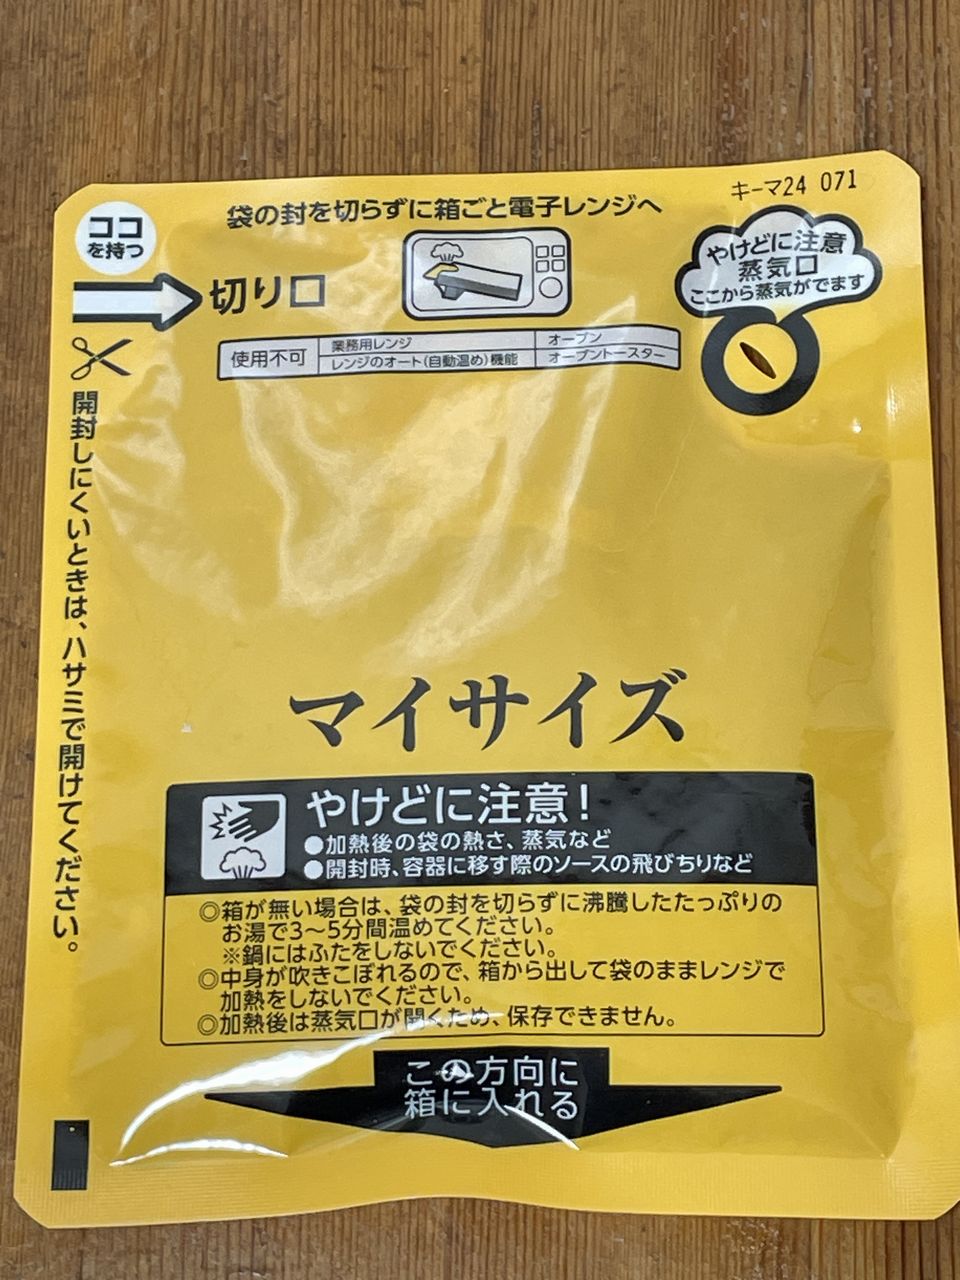 キーマ24 071
袋の封を切らずに箱ごと電子レンジへ
ココ
を持つ
切り口
やけどに注意
蒸気口
ここから蒸気がでます
使用不可
業務用レンジ
オーブン
レンジのオート(自動温め)機能
オーブントースター
開封しにくいときは、ハサミで開けてください。
マイサイズ
やけどに注意!
●加熱後の袋の熱さ、蒸気など
●開封時、容器に移す際のソースの飛びちりなど
◎箱が無い場合は、袋の封を切らずに沸騰したたっぷりの
お湯で3〜5分間温めてください。
※鍋にはふたをしないでください。
◎中身が吹きこぼれるので、箱から出して袋のままレンジで
加熱をしないでください。
◎加熱後は蒸気口が開くため、保存できません。
この方向に
箱に入れる